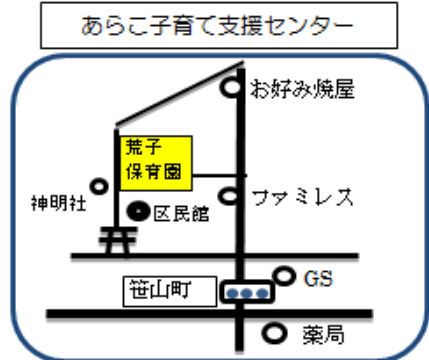 あらこ子育て支援センター
お好み焼屋
荒子
保育園
神明社
区民館
ファミレス
笹山町
GS
薬局